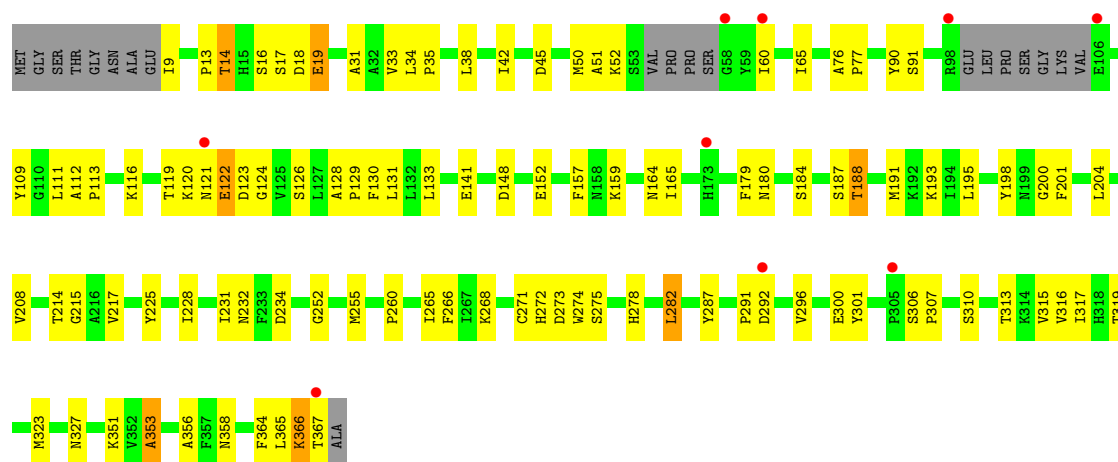 MET GLY SER THR GLY ASN ALA GLU I9 P13 T14 H15 S16 S17 D18 E19 A31 A32 V33 L34 P35 L38 I42 D45 M50 A51 K52 S53 VAL PRO PRO SER G58 Y59 I60 I65 A76 P77 Y90 S91 R98 GLU LEU PRO SER GLY LYS VAL E106
Y109 G110 L111 A112 P113 K116 T119 K120 N121 E122 D123 G124 V125 S126 L127 A128 P129 F130 L131 L132 L133 E141 D148 E152 F157 N158 K159 N164 I165 H173 F179 N180 S184 S187 T188 M191 K192 K193 I194 L195 Y198 N199 G200 F201 L204
V208 T214 G215 A216 V217 Y225 I228 I231 N232 F233 D234 G252 M255 P260 I265 F266 I267 K268 C271 H272 D273 W274 S275 H278 L282 Y287 P291 D292 V296 E300 Y301 P305 S306 P307 S310 T313 K314 V315 V316 I317 H318 T319
M323 N327 K351 V352 A353 A356 F357 N358 F364 L365 K366 T367 ALA